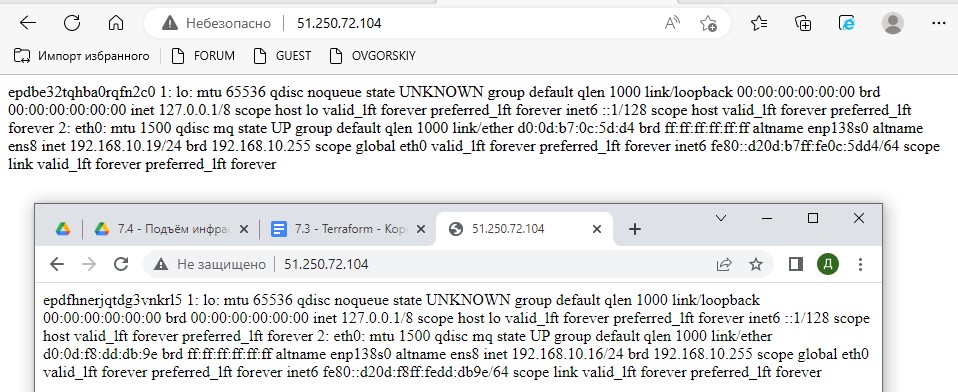 Небезопасно | 51.250.72.104
Импорт избранного FORUM GUEST OVGORSKIY
epdbe32tqhba0rqfn2c0 1: lo: mtu 65536 qdisc noqueue state UNKNOWN group default qlen 1000 link/loopback 00:00:00:00:00:00 brd
00:00:00:00:00:00 inet 127.0.0.1/8 scope host lo valid_lft forever preferred_lft forever inet6 ::1/128 scope host valid_lft forever preferred_lft
forever 2: eth0: mtu 1500 qdisc mq state UP group default qlen 1000 link/ether d0:0d:b7:0c:5d:d4 brd ff:ff:ff:ff:ff:ff altname enp138s0 altname
ens8 inet 192.168.10.19/24 brd 192.168.10.255 scope global eth0 valid_lft forever preferred_lft forever inet6 fe80::d20d:b7ff:fe0c:5dd4/64 scope
link valid_lft forever preferred_lft forever
7.4 - Подъём инфрас 7.3 - Terraform - Кори 51.250.72.104
Не защищено | 51.250.72.104
Д
epdfhnerjqtdg3vnkrl5 1: lo: mtu 65536 qdisc noqueue state UNKNOWN group default qlen 1000 link/loopback
00:00:00:00:00:00 brd 00:00:00:00:00:00 inet 127.0.0.1/8 scope host lo valid_lft forever preferred_lft forever inet6 ::1/128 scope
host valid_lft forever preferred_lft forever 2: eth0: mtu 1500 qdisc mq state UP group default qlen 1000 link/ether
d0:0d:f8:dd:db:9e brd ff:ff:ff:ff:ff:ff altname enp138s0 altname ens8 inet 192.168.10.16/24 brd 192.168.10.255 scope global eth0
valid_lft forever preferred_lft forever inet6 fe80::d20d:f8ff:fedd:db9e/64 scope link valid_lft forever preferred_lft forever